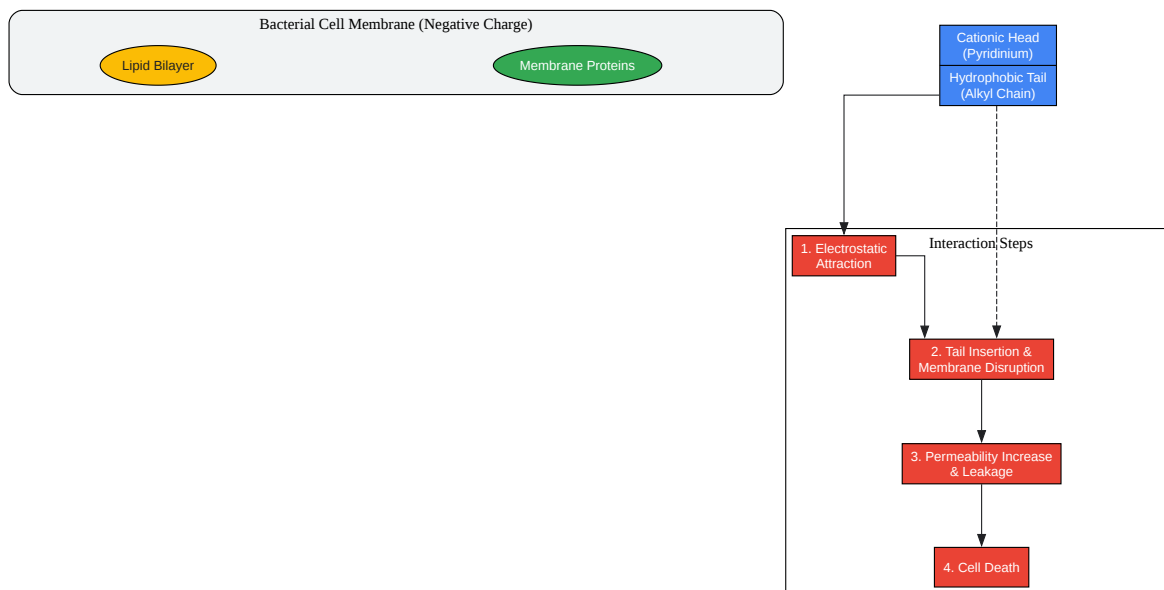 Bacterial Cell Membrane (Negative Charge)
Lipid Bilayer
Membrane Proteins
Cationic Head
(Pyridinium)
Hydrophobic Tail
(Alkyl Chain)
Interaction Steps
1. Electrostatic
Attraction
2. Tail Insertion &
Membrane Disruption
3. Permeability Increase
& Leakage
4. Cell Death